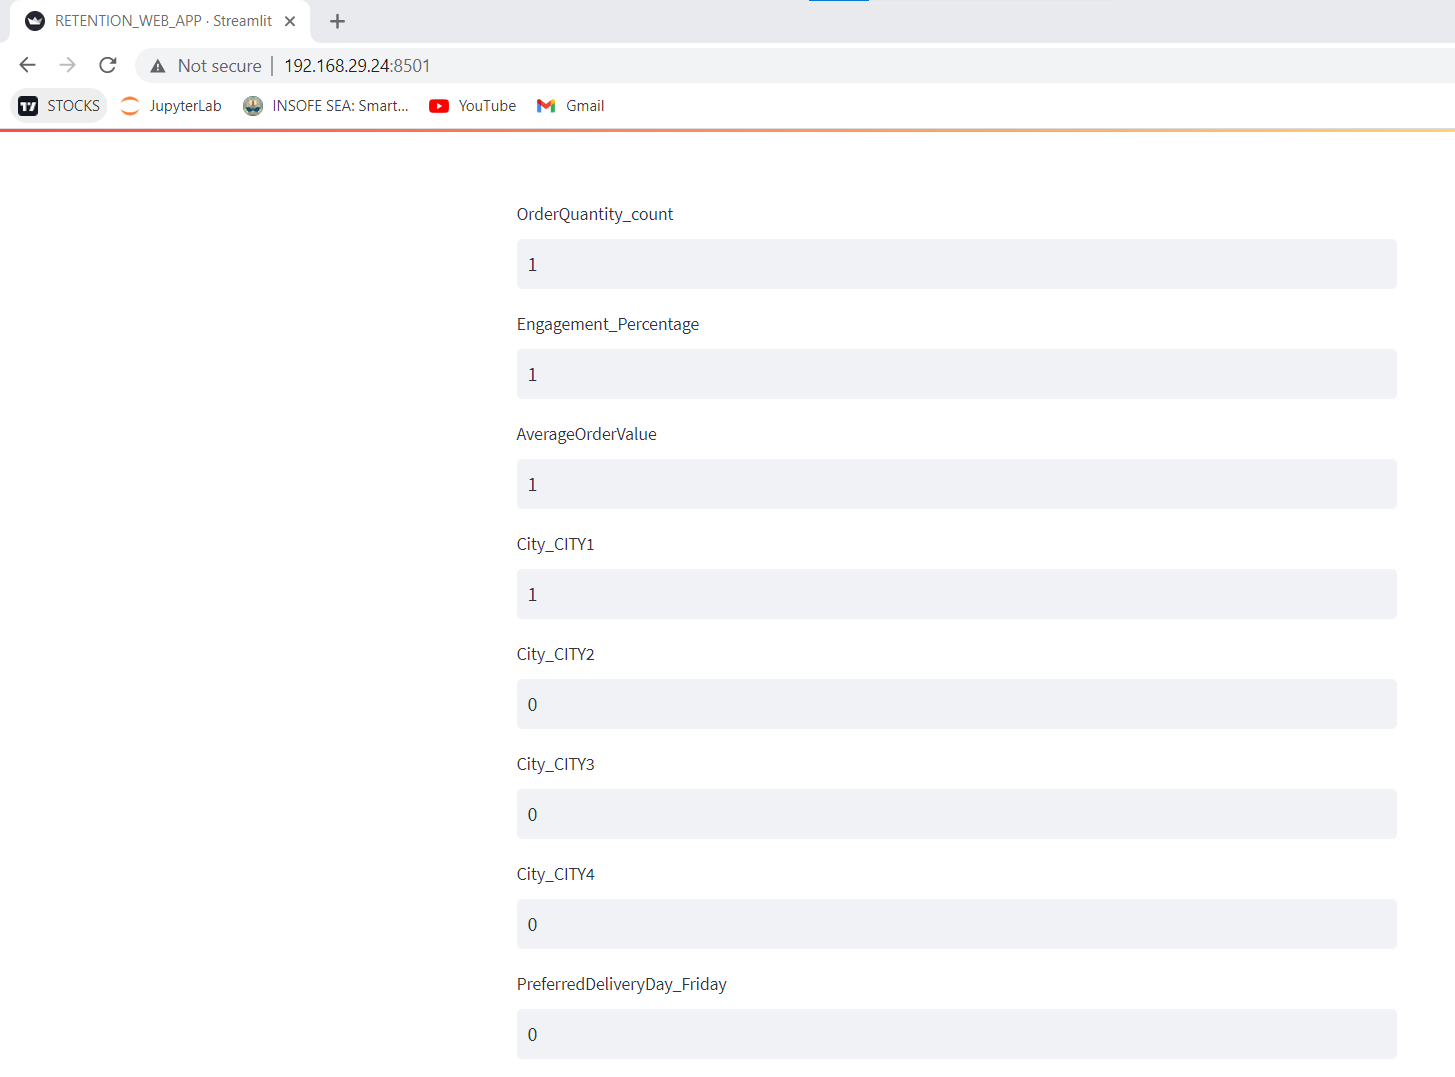 RETENTION_WEB_APP · Streamlit
Not secure 192.168.29.24:8501
STOCKS JupyterLab INSOFE SEA: Smart... YouTube Gmail
OrderQuantity_count
1
Engagement_Percentage
1
AverageOrderValue
1
City_CITY1
1
City_CITY2
0
City_CITY3
0
City_CITY4
0
PreferredDeliveryDay_Friday
0